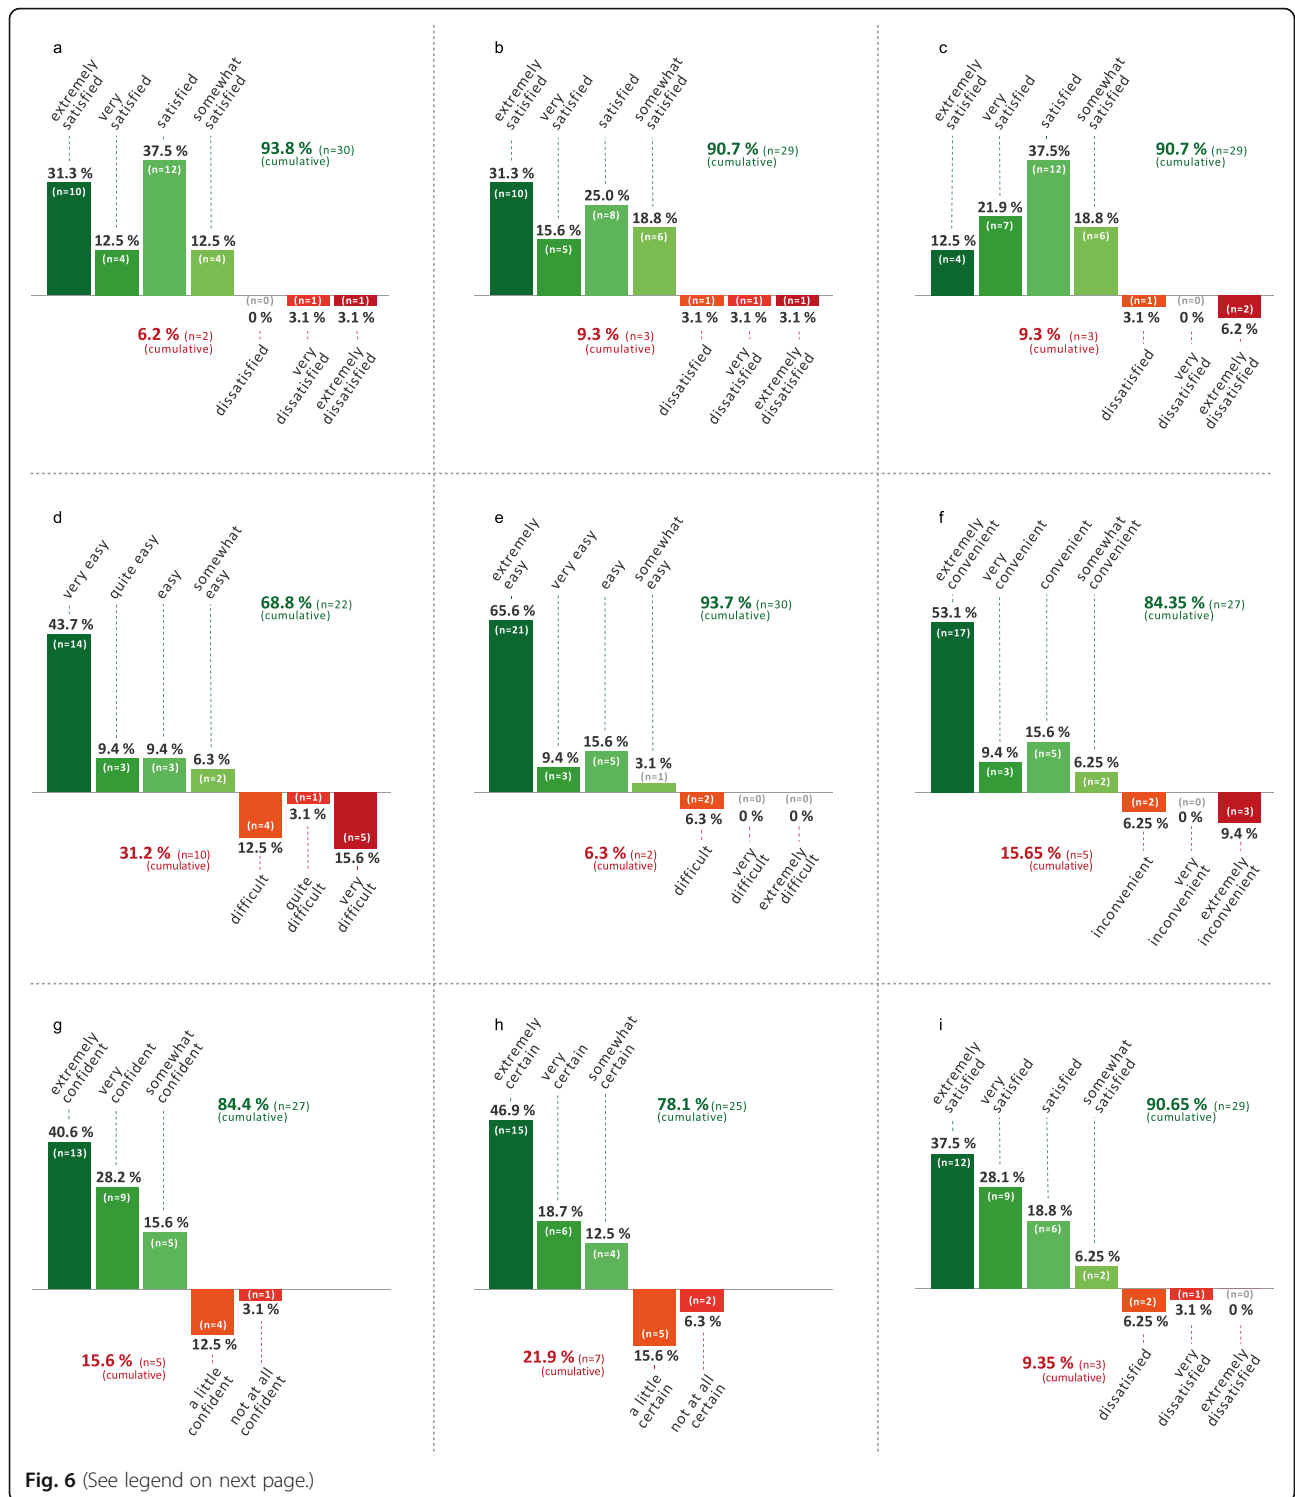 a
extremely
satisfied
very
satisfied
satisfied
somewhat
satisfied
93.8 % (n=30)
(cumulative)
31.3 %
(n=10)
12.5 %
(n=4)
37.5 %
(n=12)
12.5 %
(n=4)
(n=0)
0 %
(n=1)
3.1 %
(n=1)
3.1 %
6.2 % (n=2)
(cumulative)
dissatisfied
very
dissatisfied
extremely
dissatisfied
b
extremely
satisfied
very
satisfied
satisfied
somewhat
satisfied
90.7 % (n=29)
(cumulative)
31.3 %
(n=10)
15.6 %
(n=5)
25.0 %
(n=8)
18.8 %
(n=6)
(n=1)
3.1 %
(n=1)
3.1 %
(n=1)
3.1 %
9.3 % (n=3)
(cumulative)
dissatisfied
very
dissatisfied
extremely
dissatisfied
c
extremely
satisfied
very
satisfied
satisfied
somewhat
satisfied
90.7 % (n=29)
(cumulative)
12.5 %
(n=4)
21.9 %
(n=7)
37.5%
(n=12)
18.8 %
(n=6)
(n=1)
3.1 %
(n=0)
0 %
(n=2)
6.2 %
9.3 % (n=3)
(cumulative)
dissatisfied
very
dissatisfied
extremely
dissatisfied
d
very easy
quite easy
easy
somewhat
easy
68.8 % (n=22)
(cumulative)
43.7 %
(n=14)
9.4 %
(n=3)
9.4 %
(n=3)
6.3 %
(n=2)
(n=4)
12.5 %
(n=1)
3.1 %
(n=5)
15.6 %
31.2 % (n=10)
(cumulative)
difficult
quite
difficult
very
difficult
e
extremely
easy
very easy
easy
somewhat
easy
93.7 % (n=30)
(cumulative)
65.6 %
(n=21)
9.4 %
(n=3)
15.6 %
(n=5)
3.1 %
(n=1)
(n=2)
6.3 %
(n=0)
0 %
(n=0)
0 %
6.3 % (n=2)
(cumulative)
difficult
very
difficult
extremely
difficult
f
extremely
convenient
very
convenient
convenient
somewhat
convenient
84.35 % (n=27)
(cumulative)
53.1 %
(n=17)
9.4 %
(n=3)
15.6 %
(n=5)
6.25 %
(n=2)
(n=2)
6.25 %
(n=0)
0 %
(n=3)
9.4 %
15.65 % (n=5)
(cumulative)
inconvenient
very
inconvenient
extremely
inconvenient
g
extremely
confident
very
confident
somewhat
confident
84.4 % (n=27)
(cumulative)
40.6 %
(n=13)
28.2 %
(n=9)
15.6 %
(n=5)
(n=4)
12.5 %
(n=1)
3.1 %
15.6 % (n=5)
(cumulative)
a little
confident
not at all
confident
h
extremely
certain
very
certain
somewhat
certain
78.1 % (n=25)
(cumulative)
46.9 %
(n=15)
18.7 %
(n=6)
12.5 %
(n=4)
(n=5)
15.6 %
(n=2)
6.3 %
21.9 % (n=7)
(cumulative)
a little
certain
not at all
certain
i
extremely
satisfied
very
satisfied
satisfied
somewhat
satisfied
90.65 % (n=29)
(cumulative)
37.5 %
(n=12)
28.1 %
(n=9)
18.8 %
(n=6)
6.25 %
(n=2)
(n=2)
6.25 %
(n=1)
3.1 %
(n=0)
0 %
9.35 % (n=3)
(cumulative)
dissatisfied
very
dissatisfied
extremely
dissatisfied
Fig. 6 (See legend on next page.)